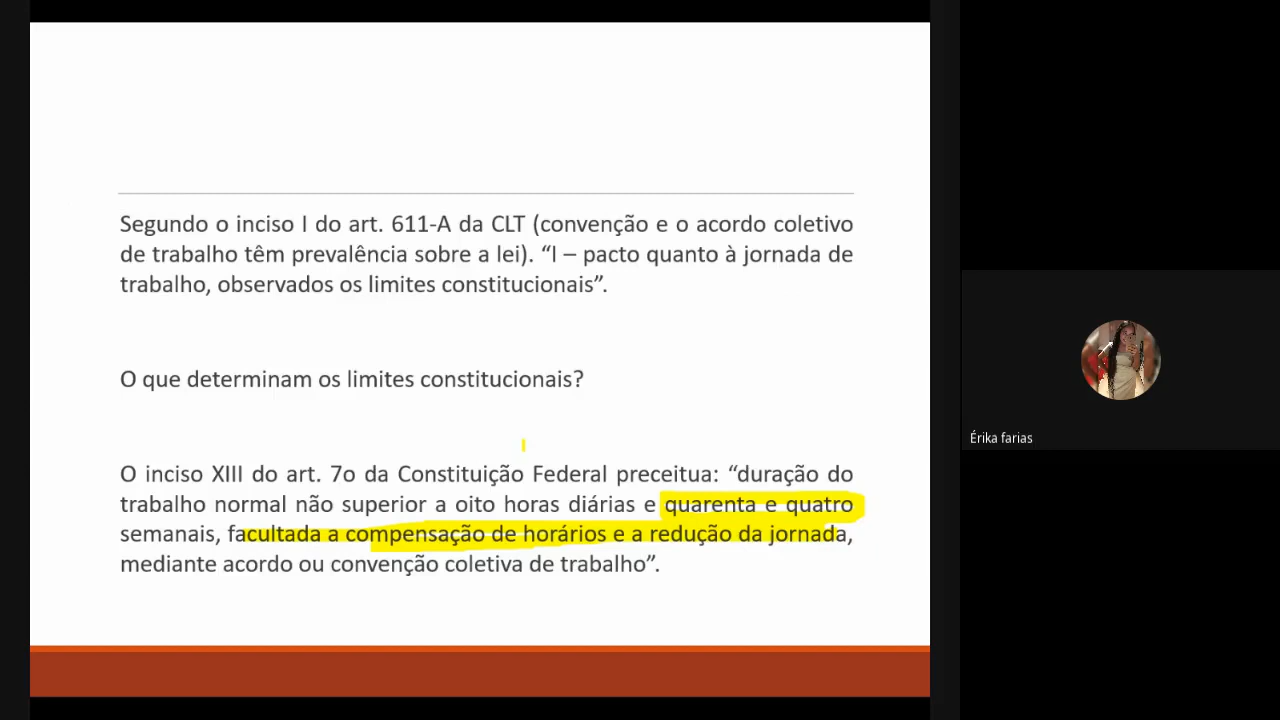 Segundo o inciso I do art. 611-A da CLT (convenção e o acordo coletivo
de trabalho têm prevalência sobre a lei). “I – pacto quanto à jornada de
trabalho, observados os limites constitucionais”.
O que determinam os limites constitucionais?
O inciso XIII do art. 7o da Constituição Federal preceitua: “duração do
trabalho normal não superior a oito horas diárias e quarenta e quatro
semanais, facultada a compensação de horários e a redução da jornada,
mediante acordo ou convenção coletiva de trabalho”.
Érika farias